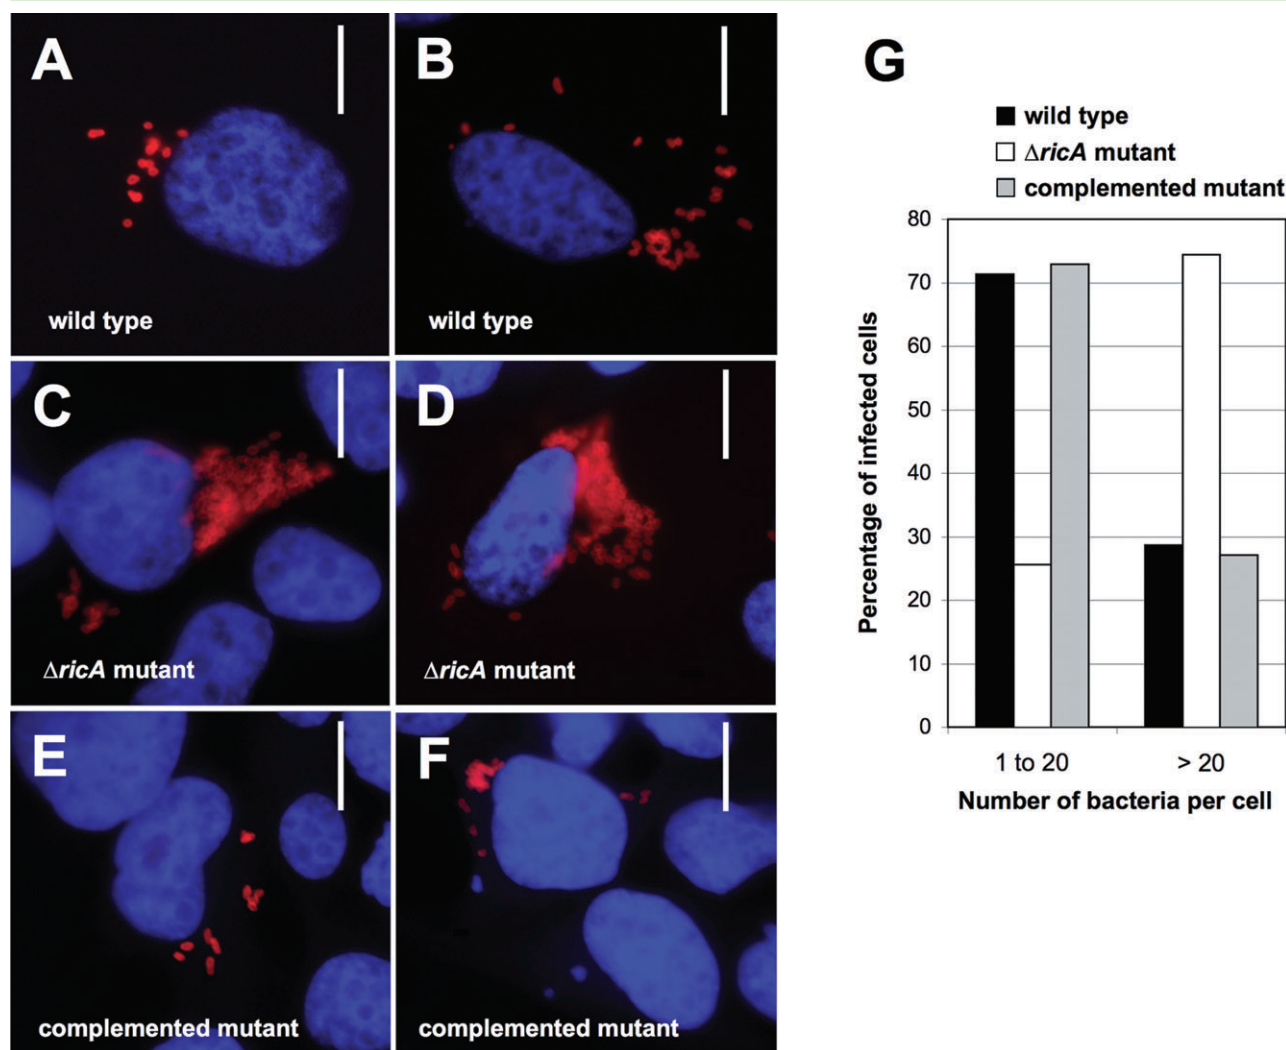 A
wild type
B
wild type
C
ΔricA mutant
D
ΔricA mutant
E
complemented mutant
F
complemented mutant
G
wild type
ΔricA mutant
complemented mutant
Percentage of infected cells
80
70
60
50
40
30
20
10
0
1 to 20
> 20
Number of bacteria per cell